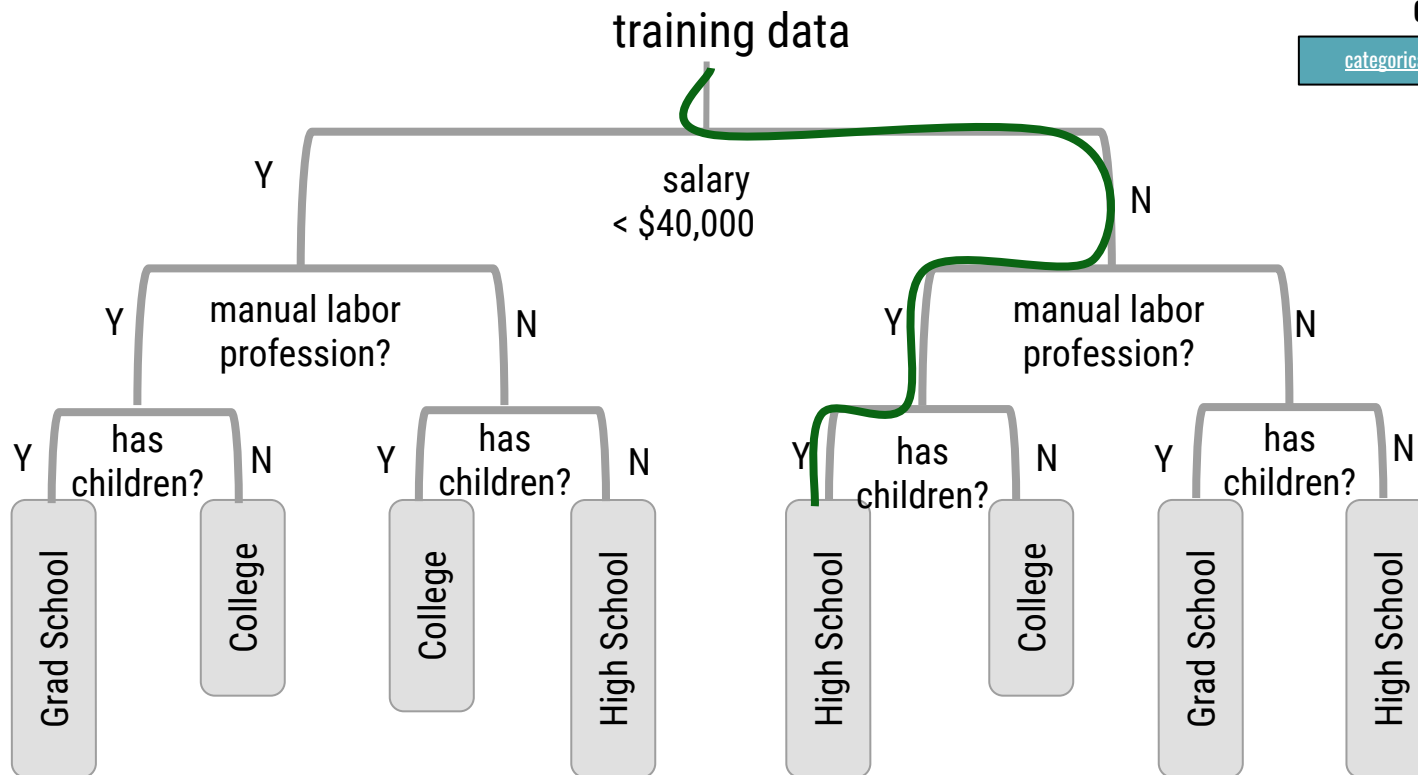 training data
Y
salary
< $40,000
N
Y
manual labor
profession?
N
Y
manual labor
profession?
N
Y
has
children?
N
Y
has
children?
N
Y
has
children?
N
Y
has
children?
N
Grad School
College
College
High School
High School
College
Grad School
High School